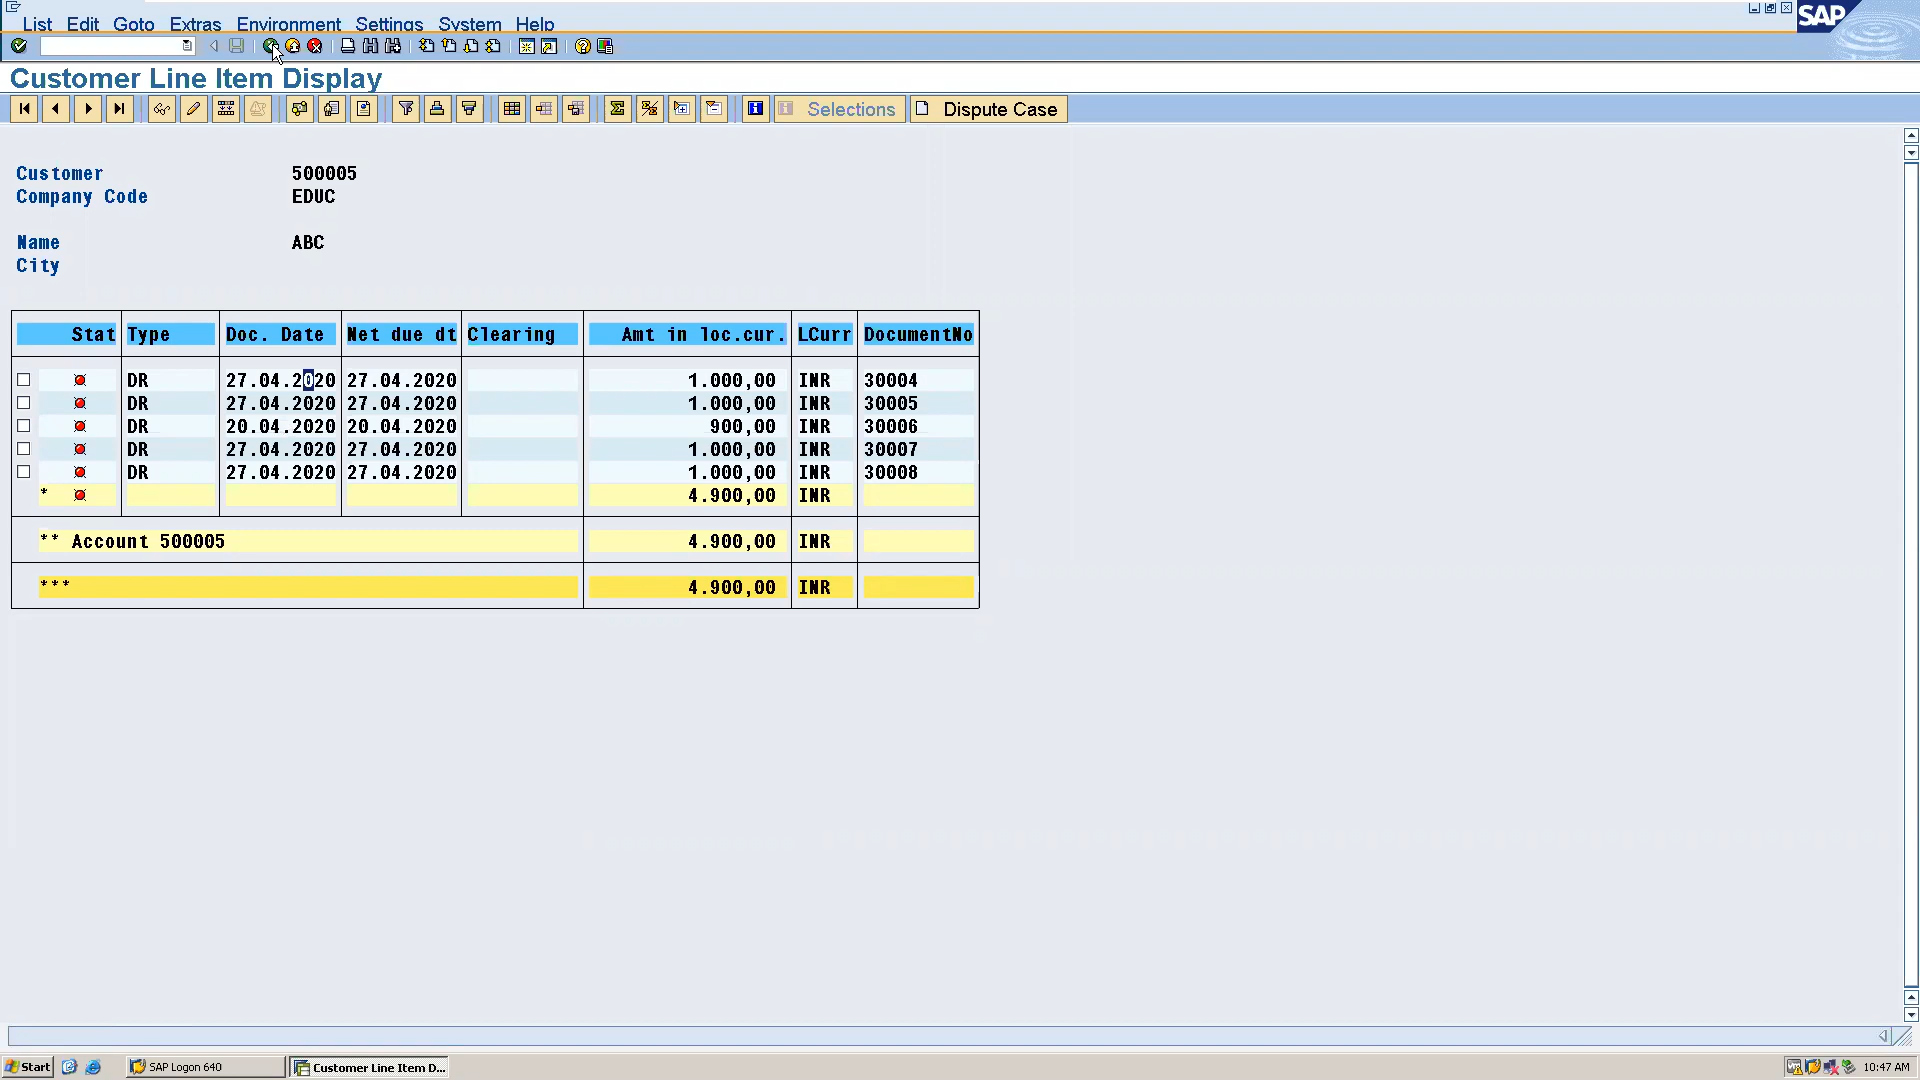 List Edit Goto Extras Environment Settings System Help
SAP
Customer Line Item Display
Selections Dispute Case
Customer 500005
Company Code EDUC
Name ABC
City
Stat Type Doc. Date Net due dt Clearing Amt in loc.cur. LCurr DocumentNo
DR 27.04.2020 27.04.2020 1.000,00 INR 30004
DR 27.04.2020 27.04.2020 1.000,00 INR 30005
DR 20.04.2020 20.04.2020 900,00 INR 30006
DR 27.04.2020 27.04.2020 1.000,00 INR 30007
DR 27.04.2020 27.04.2020 1.000,00 INR 30008
* 4.900,00 INR
** Account 500005 4.900,00 INR
*** 4.900,00 INR
Start SAP Logon 640 Customer Line Item D... 10:47 AM